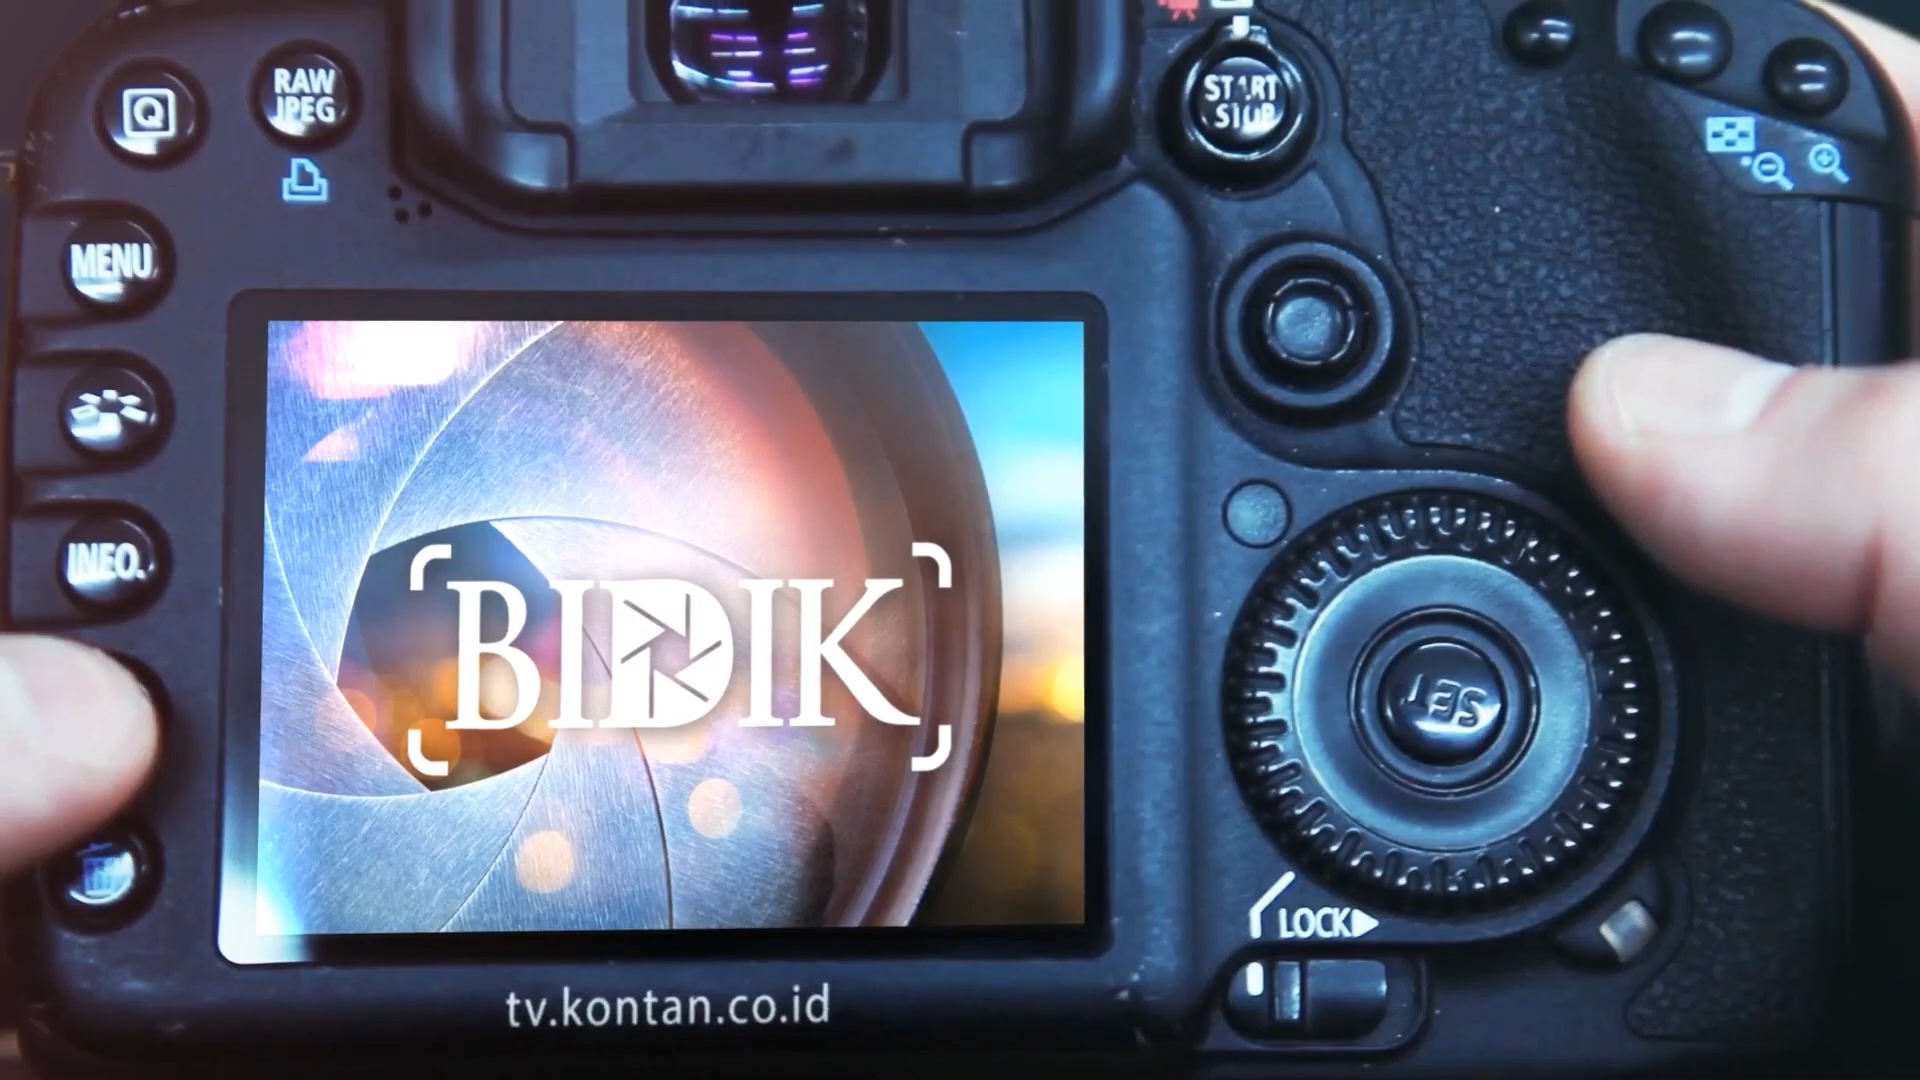 Q
RAW
JPEG
START
STOP
MENU
INFO.
BIDIK
SET
LOCK
tv.kontan.co.id